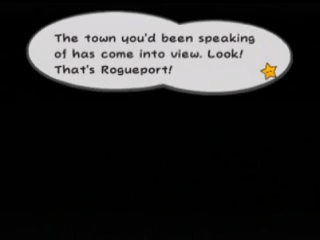 The town you'd been speaking
of has come into view. Look!
That's Rogueport!